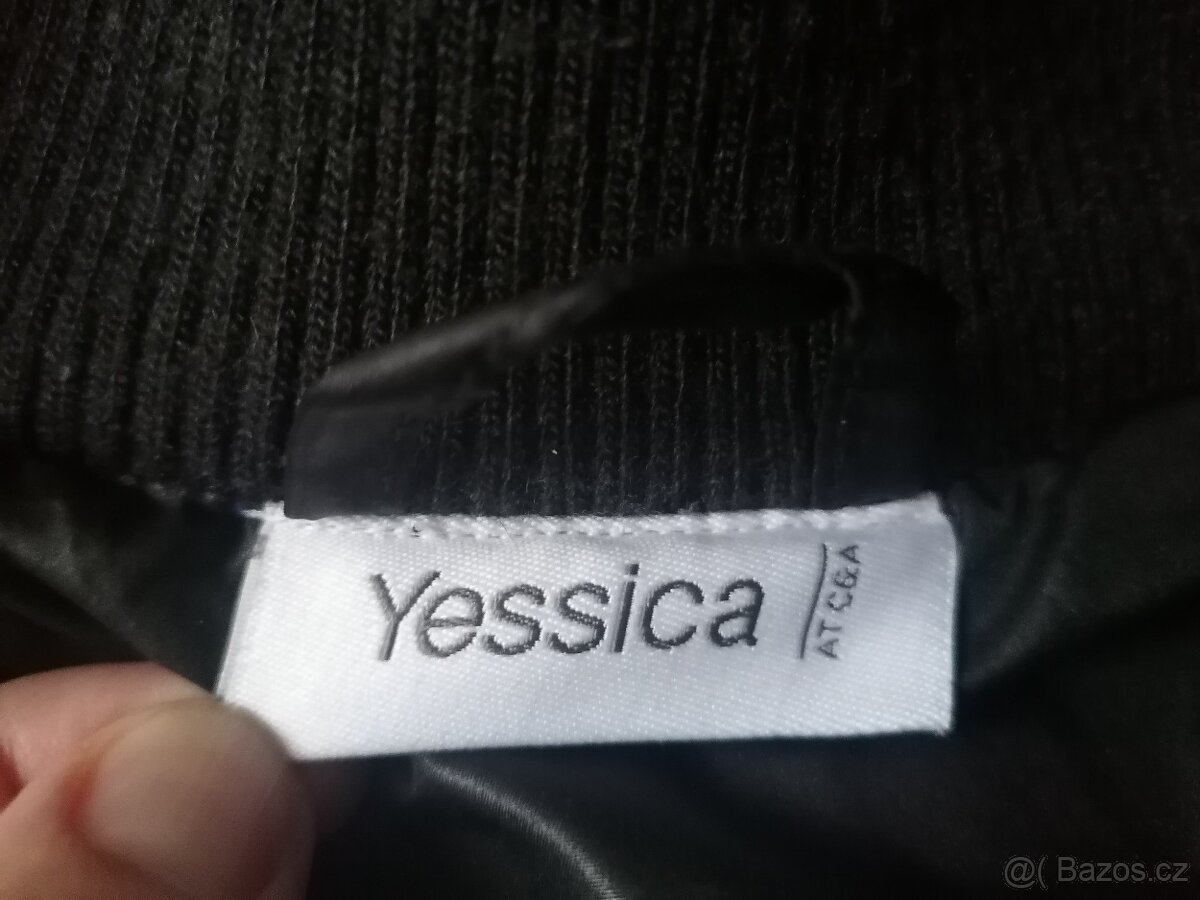 Yessica
AT C&A
@( Bazos.cz